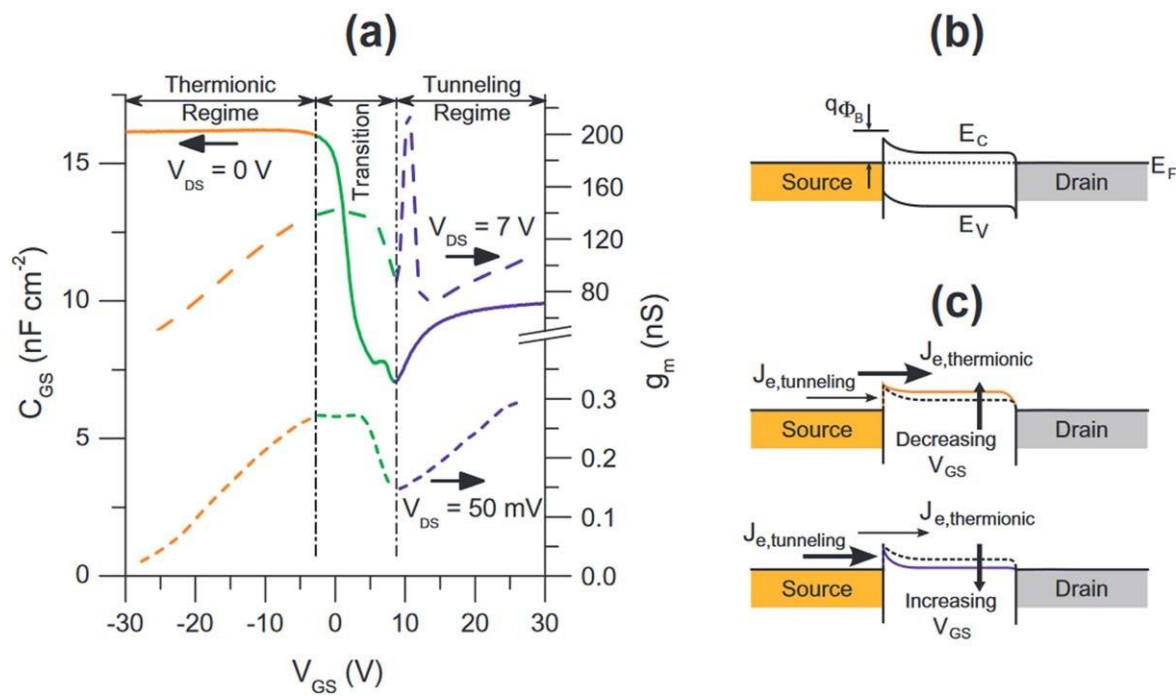 (a)
Thermionic
Regime
Transition
Tunneling
Regime
V_DS = 0 V
V_DS = 7 V
V_DS = 50 mV
C_GS (nF cm⁻²)
15
10
5
0
g_m (nS)
200
160
120
80
0.3
0.2
0.1
0.0
-30 -20 -10 0 10 20 30
V_GS (V)
(b)
qΦ_B
E_C
E_F
Source
Drain
E_V
(c)
J_e,thermionic
J_e,tunneling
Source
Decreasing
V_GS
Drain
J_e,thermionic
J_e,tunneling
Source
Increasing
V_GS
Drain